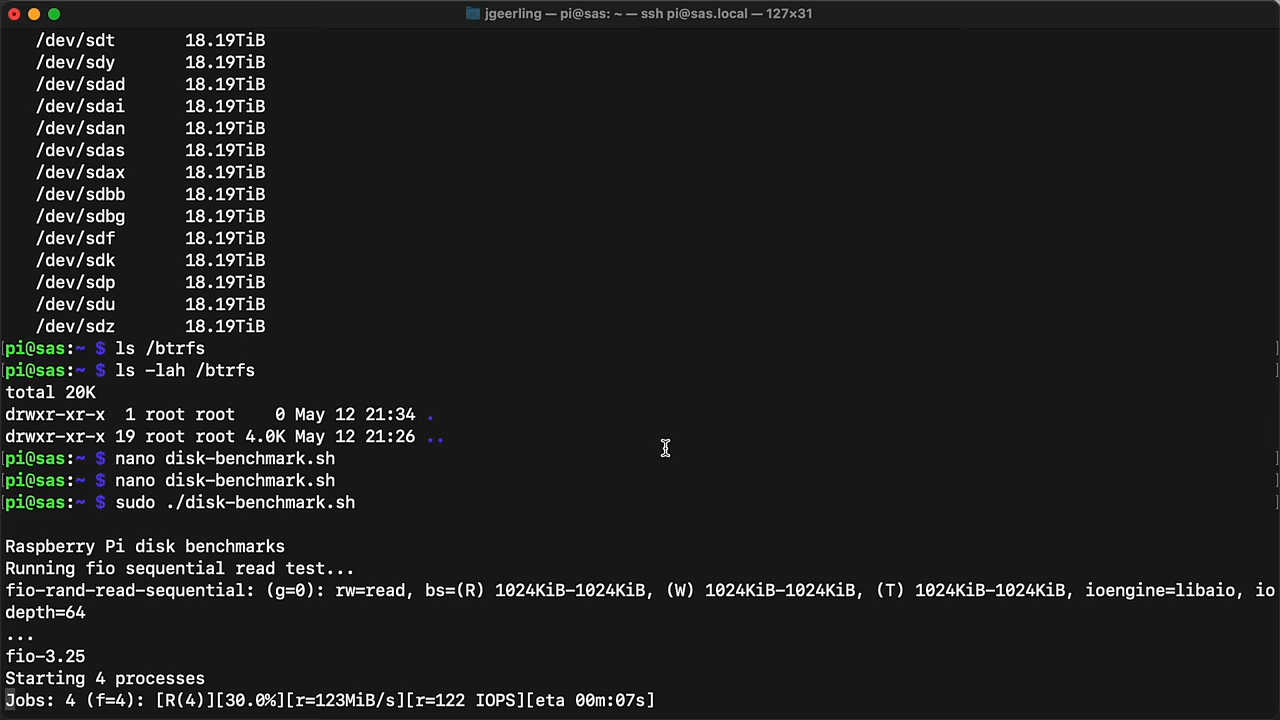 jgeerling — pi@sas: ~ — ssh pi@sas.local — 127×31
/dev/sdt 18.19TiB
/dev/sdy 18.19TiB
/dev/sdad 18.19TiB
/dev/sdai 18.19TiB
/dev/sdan 18.19TiB
/dev/sdas 18.19TiB
/dev/sdax 18.19TiB
/dev/sdbb 18.19TiB
/dev/sdbg 18.19TiB
/dev/sdf 18.19TiB
/dev/sdk 18.19TiB
/dev/sdp 18.19TiB
/dev/sdu 18.19TiB
/dev/sdz 18.19TiB
[pi@sas:~ $ ls /btrfs ]
[pi@sas:~ $ ls -lah /btrfs ]
total 20K
drwxr-xr-x 1 root root 0 May 12 21:34 .
drwxr-xr-x 19 root root 4.0K May 12 21:26 ..
[pi@sas:~ $ nano disk-benchmark.sh ]
[pi@sas:~ $ nano disk-benchmark.sh ]
[pi@sas:~ $ sudo ./disk-benchmark.sh ]
Raspberry Pi disk benchmarks
Running fio sequential read test...
fio-rand-read-sequential: (g=0): rw=read, bs=(R) 1024KiB-1024KiB, (W) 1024KiB-1024KiB, (T) 1024KiB-1024KiB, ioengine=libaio, io
depth=64
...
fio-3.25
Starting 4 processes
Jobs: 4 (f=4): [R(4)][30.0%][r=123MiB/s][r=122 IOPS][eta 00m:07s]